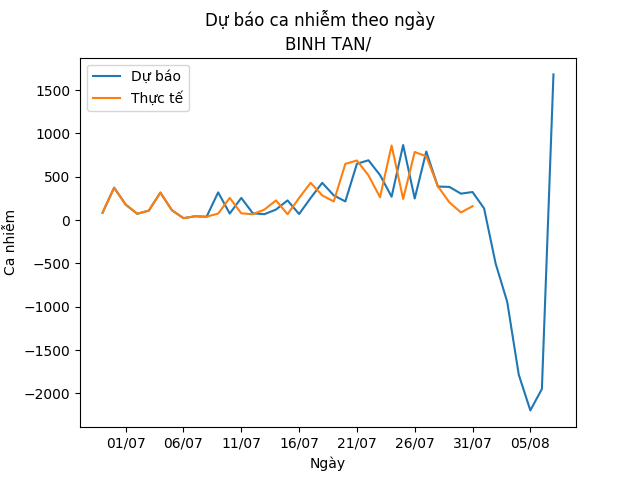 Dự báo ca nhiễm theo ngày
BINH TAN/
Dự báo
Thực tế
Ca nhiễm
1500
1000
500
0
−500
−1000
−1500
−2000
01/07 06/07 11/07 16/07 21/07 26/07 31/07 05/08
Ngày